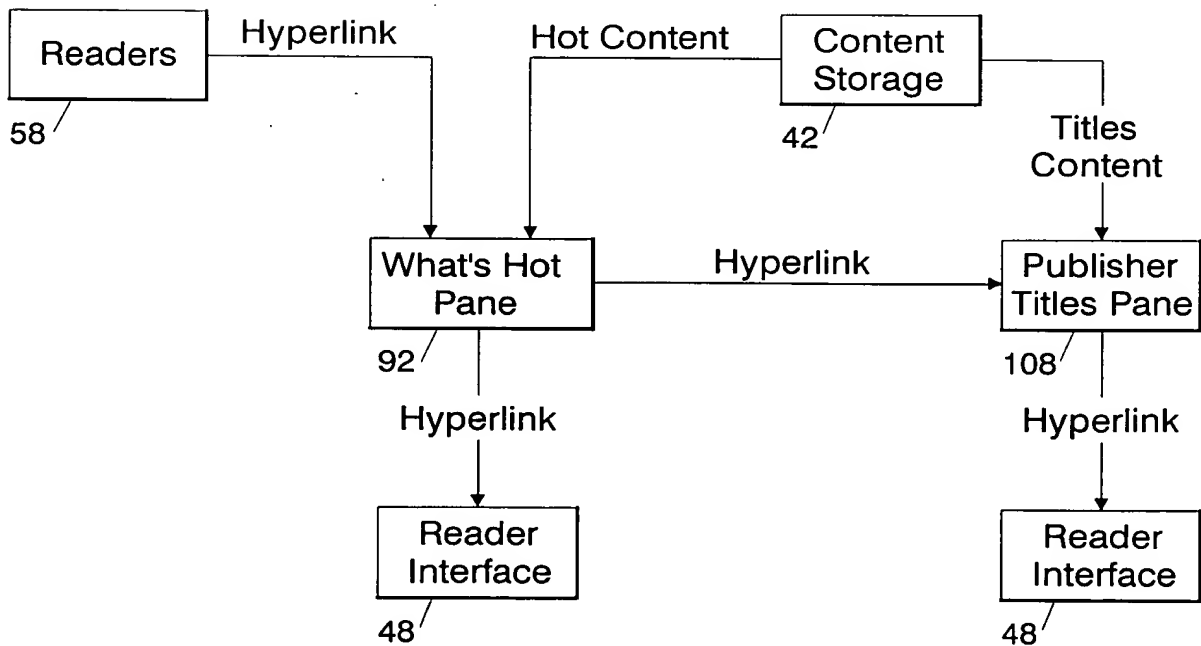 Readers
58
Hyperlink
Hot Content
Content
Storage
42
Titles
Content
What's Hot
Pane
92
Hyperlink
Publisher
Titles Pane
108
Hyperlink
Hyperlink
Reader
Interface
48
Reader
Interface
48